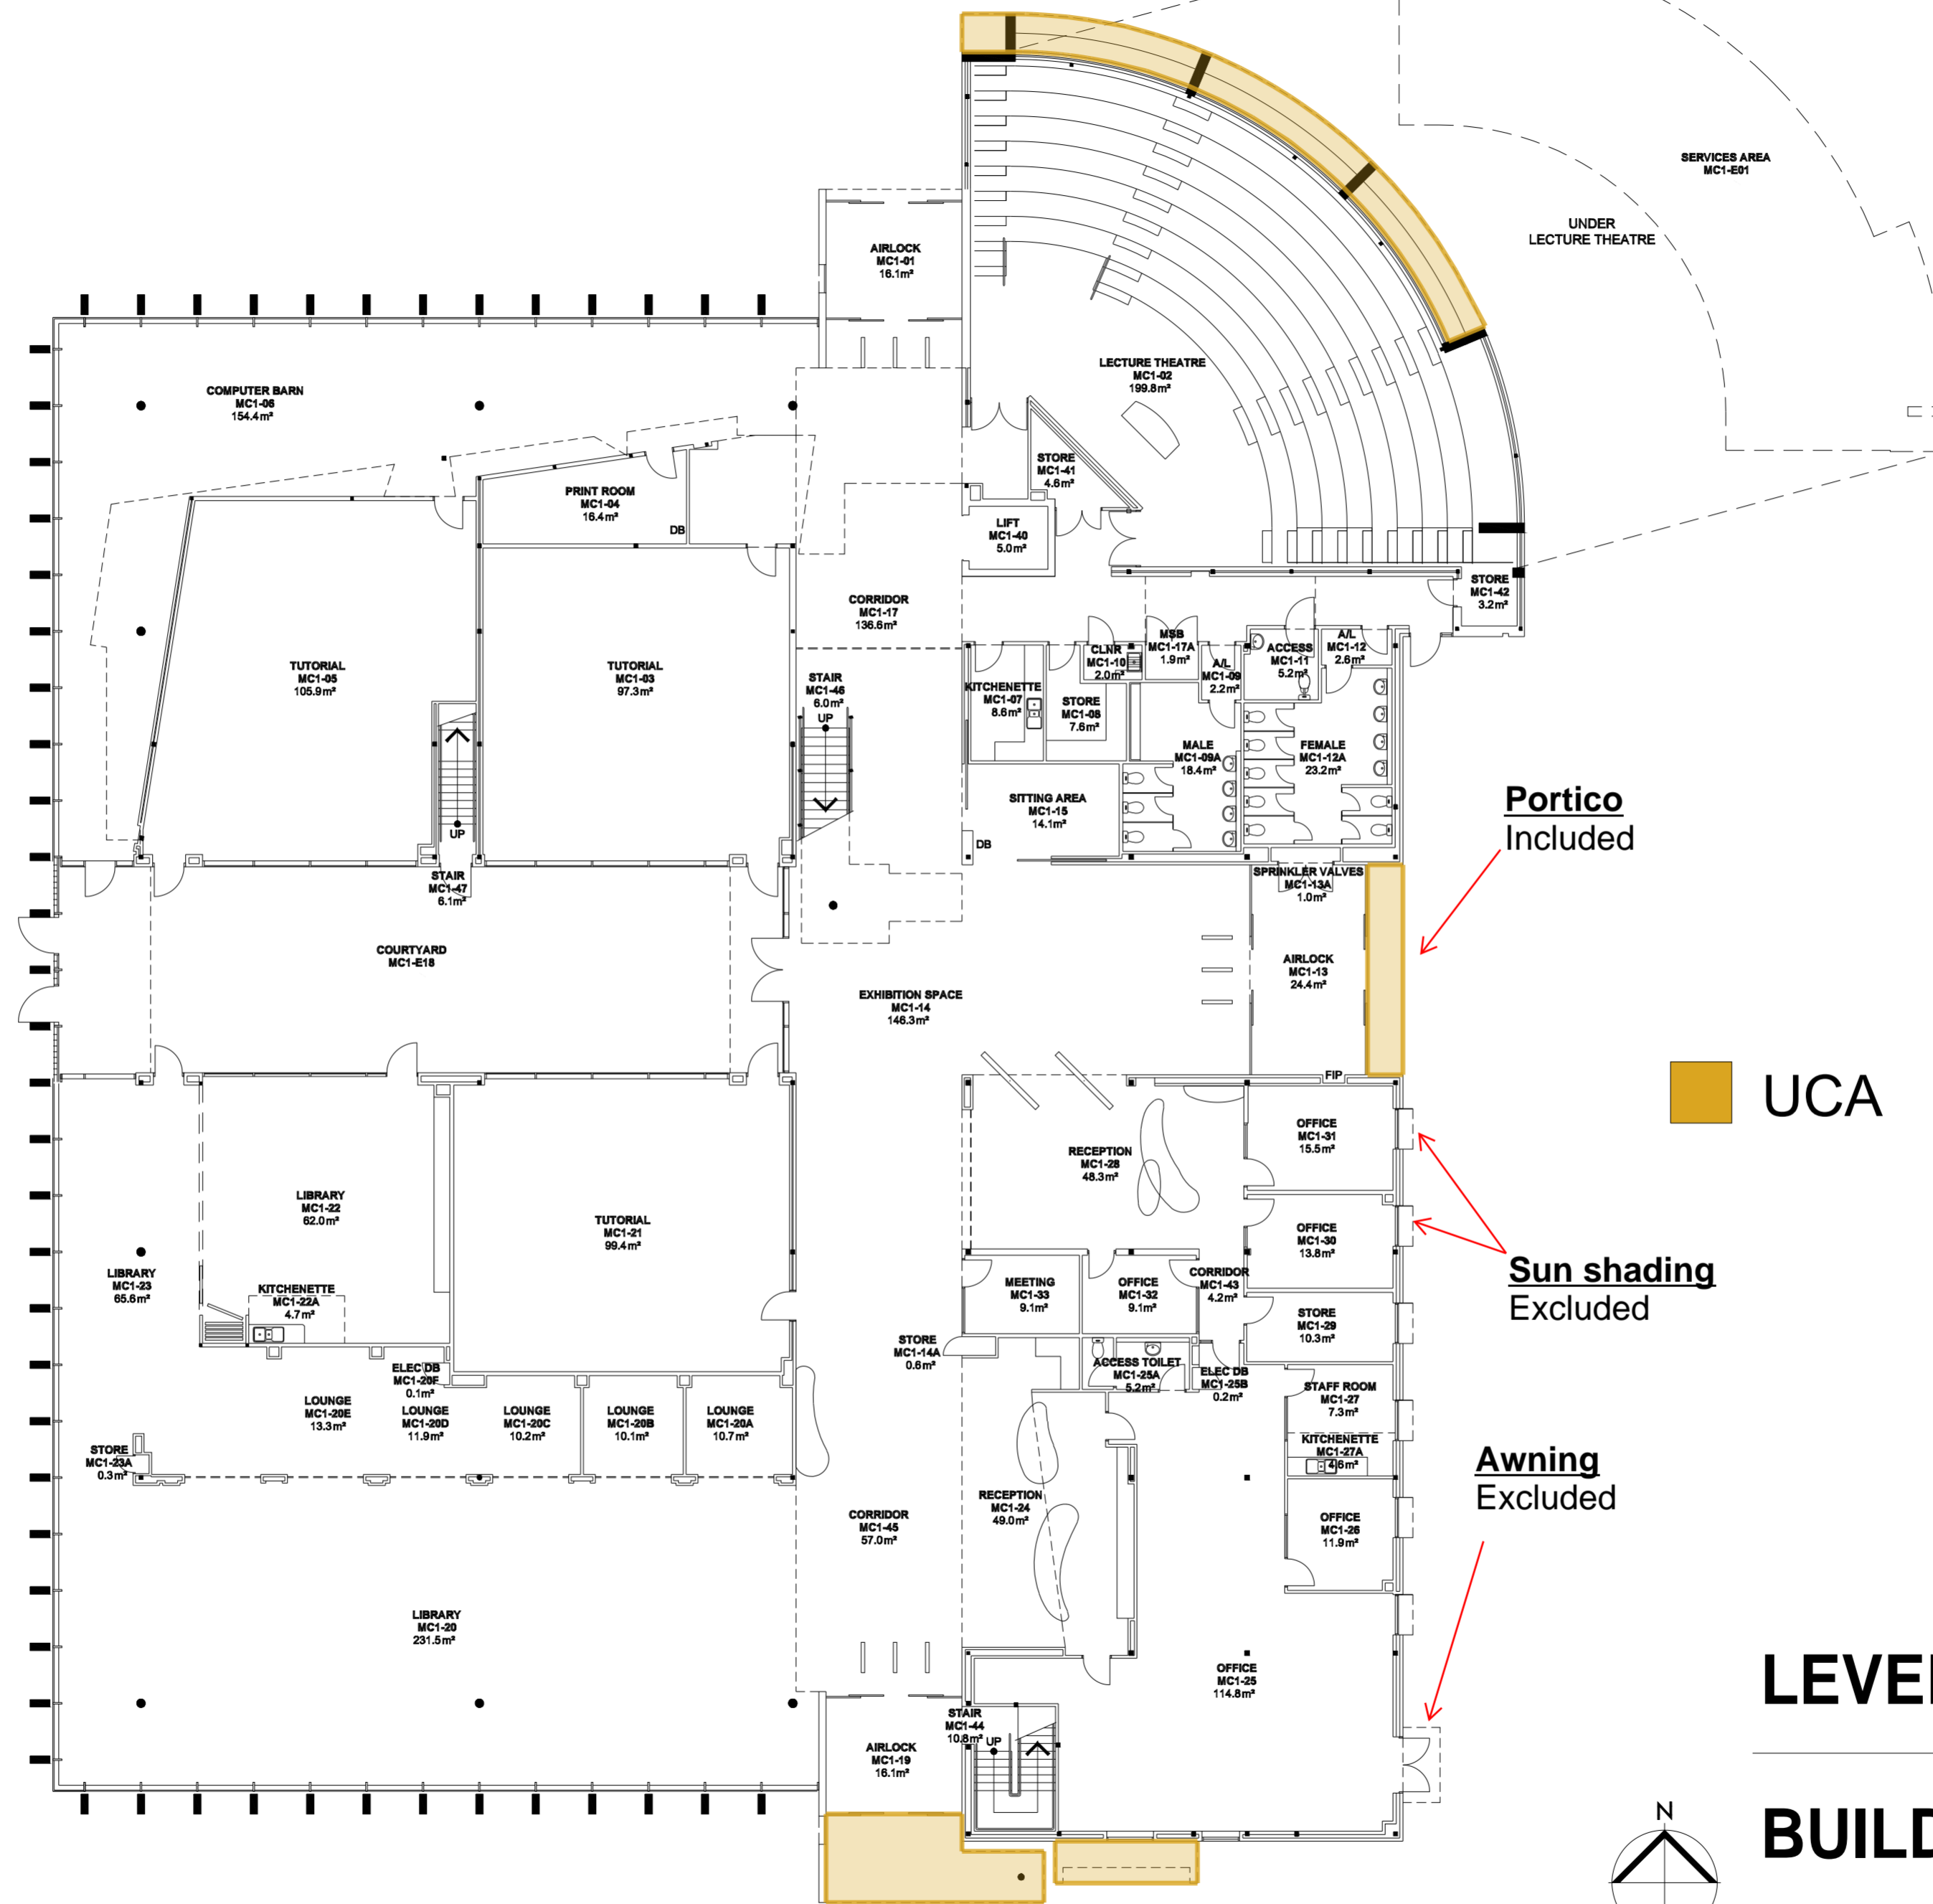 SERVICES AREA
MC1-E01
UNDER
LECTURE THEATRE
AIRLOCK
MC1-01
16.1m²
LECTURE THEATRE
MC1-02
199.8m²
COMPUTER BARN
MC1-06
154.4m²
STORE
MC1-41
4.6m²
PRINT ROOM
MC1-04
16.4m²
DB
LIFT
MC1-40
5.0m²
STORE
MC1-42
3.2m²
CORRIDOR
MC1-17
136.6m²
TUTORIAL
MC1-05
105.9m²
TUTORIAL
MC1-03
97.3m²
STAIR
MC1-46
6.0m²
UP
KITCHENETTE
MC1-07
8.6m²
CLNR
MC1-10
2.0m²
MSB
MC1-17A
1.9m²
A/L
MC1-09
2.2m²
ACCESS
MC1-11
5.2m²
A/L
MC1-12
2.6m²
STORE
MC1-08
7.6m²
MALE
MC1-09A
18.4m²
FEMALE
MC1-12A
23.2m²
SITTING AREA
MC1-15
14.1m²
DB
UP
STAIR
MC1-47
6.1m²
Portico
Included
SPRINKLER VALVES
MC1-13A
1.0m²
COURTYARD
MC1-E18
AIRLOCK
MC1-13
24.4m²
EXHIBITION SPACE
MC1-14
146.3m²
FIP
UCA
OFFICE
MC1-31
15.5m²
RECEPTION
MC1-28
48.3m²
LIBRARY
MC1-22
62.0m²
TUTORIAL
MC1-21
99.4m²
OFFICE
MC1-30
13.8m²
LIBRARY
MC1-23
65.6m²
KITCHENETTE
MC1-22A
4.7m²
MEETING
MC1-33
9.1m²
OFFICE
MC1-32
9.1m²
CORRIDOR
MC1-43
4.2m²
Sun shading
Excluded
STORE
MC1-29
10.3m²
STORE
MC1-14A
0.6m²
ELEC DB
MC1-20F
0.1m²
ACCESS TOILET
MC1-25A
5.2m²
ELEC DB
MC1-25B
0.2m²
STAFF ROOM
MC1-27
7.3m²
LOUNGE
MC1-20E
13.3m²
LOUNGE
MC1-20D
11.9m²
LOUNGE
MC1-20C
10.2m²
LOUNGE
MC1-20B
10.1m²
LOUNGE
MC1-20A
10.7m²
STORE
MC1-23A
0.3m²
KITCHENETTE
MC1-27A
4.6m²
Awning
Excluded
RECEPTION
MC1-24
49.0m²
CORRIDOR
MC1-45
57.0m²
OFFICE
MC1-26
11.9m²
LIBRARY
MC1-20
231.5m²
OFFICE
MC1-25
114.8m²
STAIR
MC1-44
10.8m²
UP
AIRLOCK
MC1-19
16.1m²
LEVEL
N
BUILD